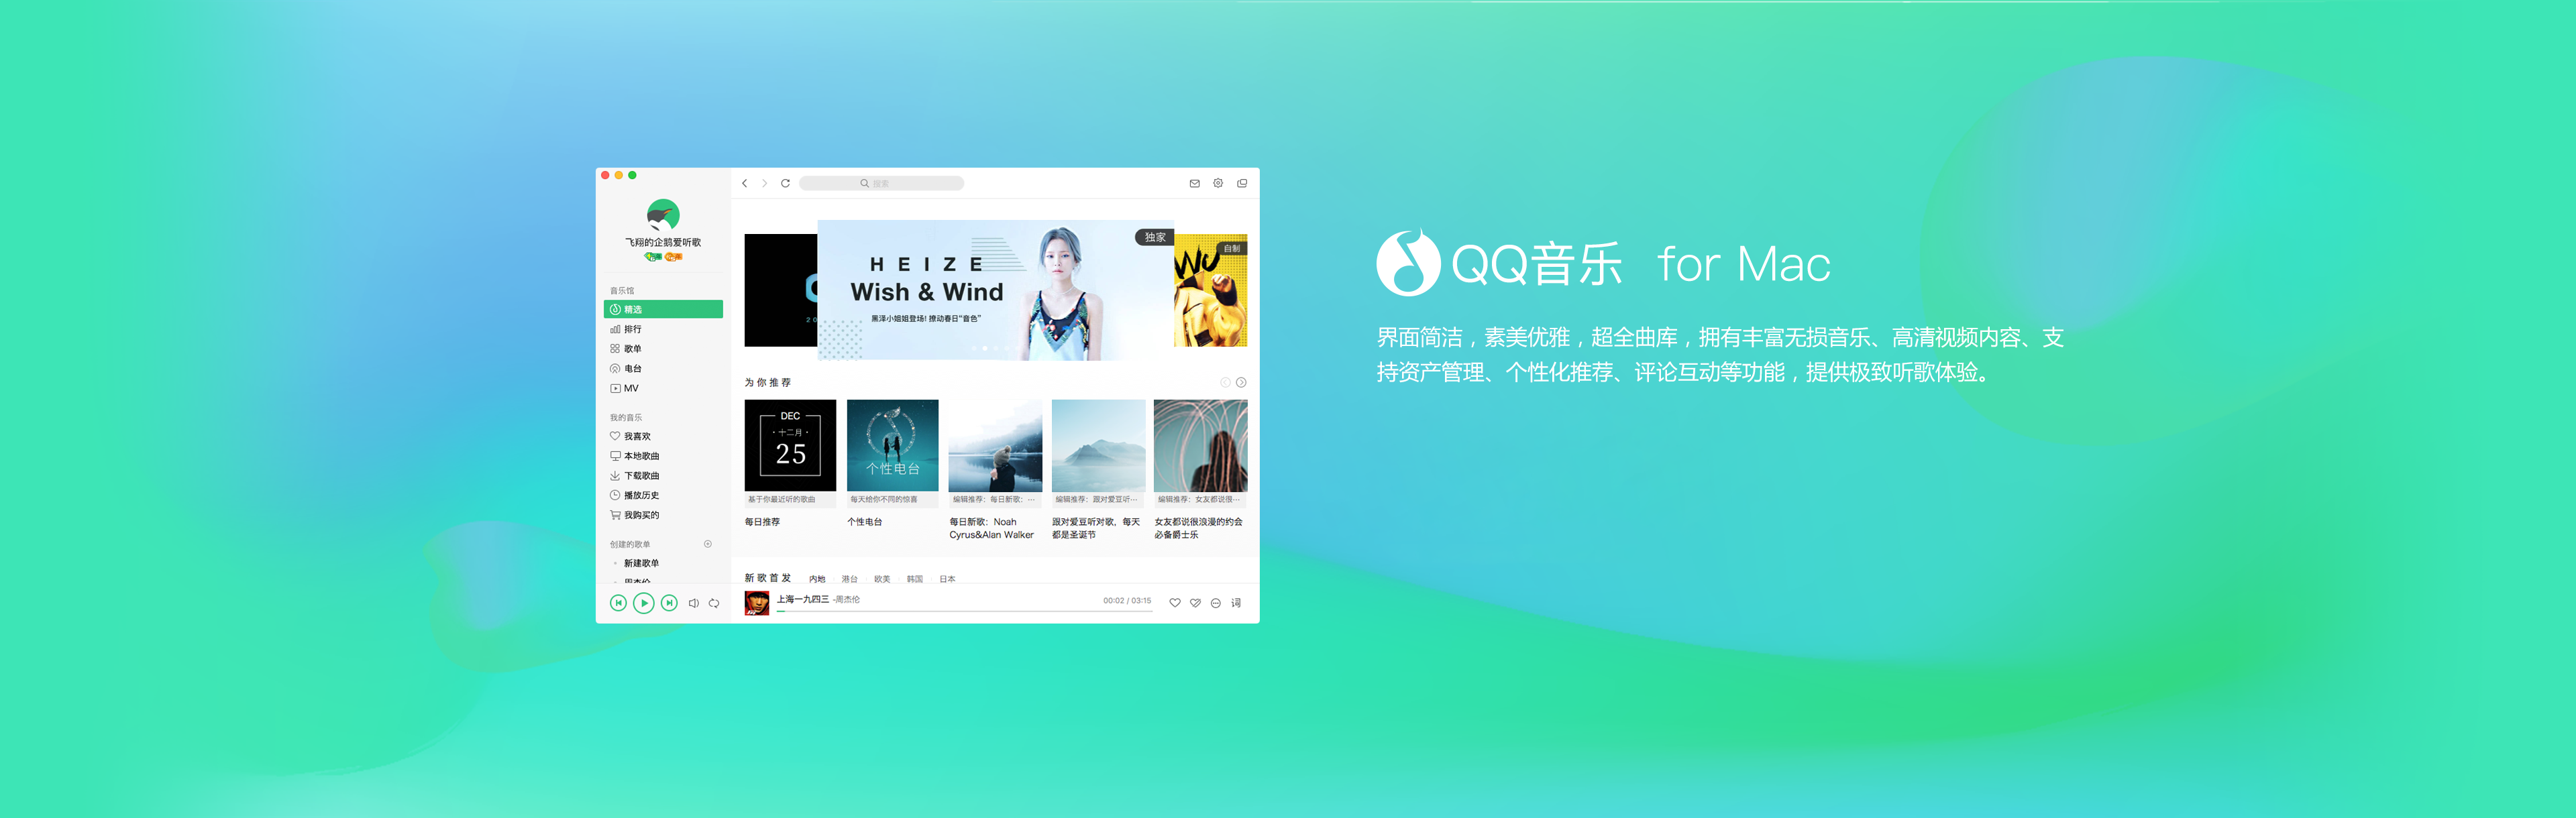 飞翔的企鹅爱听歌
音乐馆
精选
排行
歌单
电台
MV
我的音乐
我喜欢
本地歌曲
下载歌曲
播放历史
我购买的
创建的歌单
新建歌单
周杰伦
搜索
HEIZE
Wish & Wind
黑泽小姐姐登场! 撩动春日“音色”
独家
自制
为你推荐
DEC
·十二月·
25
个性电台
基于你最近听的歌曲
每天给你不同的惊喜
编辑推荐：每日新歌：…
编辑推荐：跟对爱豆听…
编辑推荐：女友都说很…
每日推荐
个性电台
每日新歌：Noah
Cyrus&Alan Walker
跟对爱豆听对歌，每天
都是圣诞节
女友都说很浪漫的约会
必备爵士乐
新歌首发 内地 港台 欧美 韩国 日本
上海一九四三 -周杰伦
00:02 / 03:15
词
QQ音乐 for Mac
界面简洁，素美优雅，超全曲库，拥有丰富无损音乐、高清视频内容、支
持资产管理、个性化推荐、评论互动等功能，提供极致听歌体验。